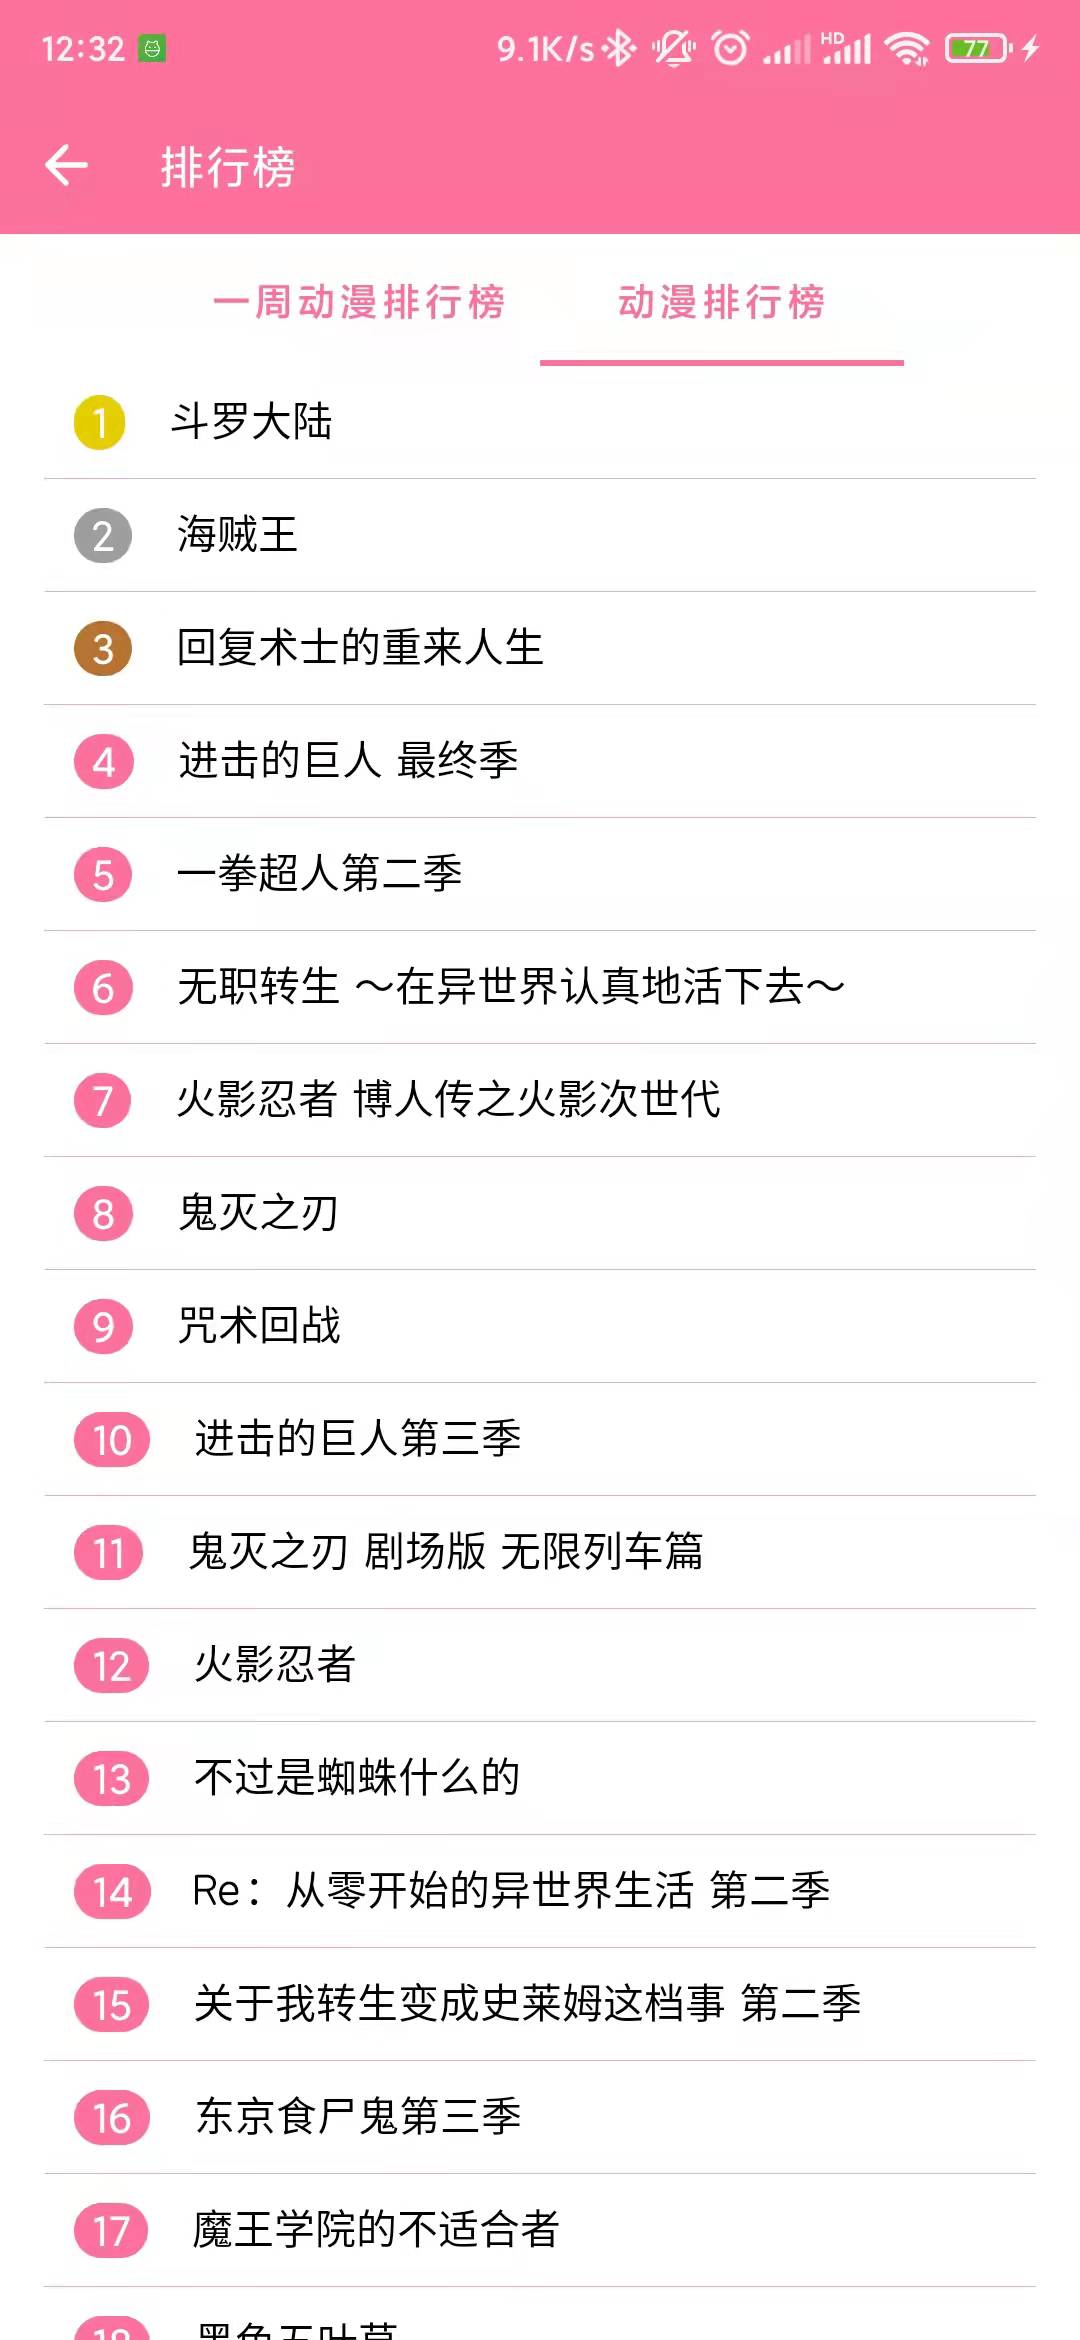 12:32
9.1K/s HD 77
排行榜
一周动漫排行榜 动漫排行榜
1 斗罗大陆
2 海贼王
3 回复术士的重来人生
4 进击的巨人 最终季
5 一拳超人第二季
6 无职转生 ～在异世界认真地活下去～
7 火影忍者 博人传之火影次世代
8 鬼灭之刃
9 咒术回战
10 进击的巨人第三季
11 鬼灭之刃 剧场版 无限列车篇
12 火影忍者
13 不过是蜘蛛什么的
14 Re：从零开始的异世界生活 第二季
15 关于我转生变成史莱姆这档事 第二季
16 东京食尸鬼第三季
17 魔王学院的不适合者
18 黑色五叶草